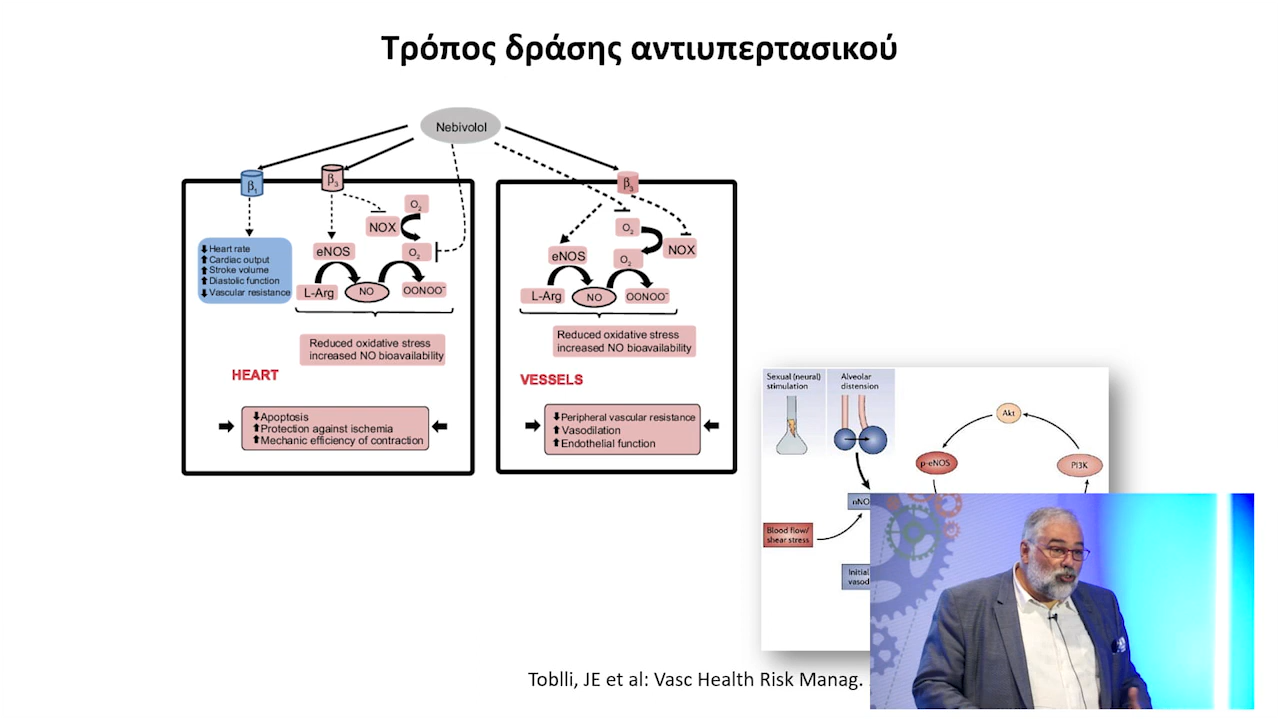 Τρόπος δράσης αντιυπερτασικού
Nebivolol
β1
β3
O2
NOX
eNOS
O2
L-Arg
NO
OONOO⁻
Heart rate
Cardiac output
Stroke volume
Diastolic function
Vascular resistance
Reduced oxidative stress
increased NO bioavailability
HEART
Apoptosis
Protection against ischemia
Mechanic efficiency of contraction
β3
O2
NOX
eNOS
O2
L-Arg
NO
OONOO⁻
Reduced oxidative stress
increased NO bioavailability
VESSELS
Peripheral vascular resistance
Vasodilation
Endothelial function
Sexual (neural)
stimulation
Alveolar
distension
Akt
p-eNOS
PI3K
Blood flow/
shear stress
Initial
Toblli, JE et al: Vasc Health Risk Manag.